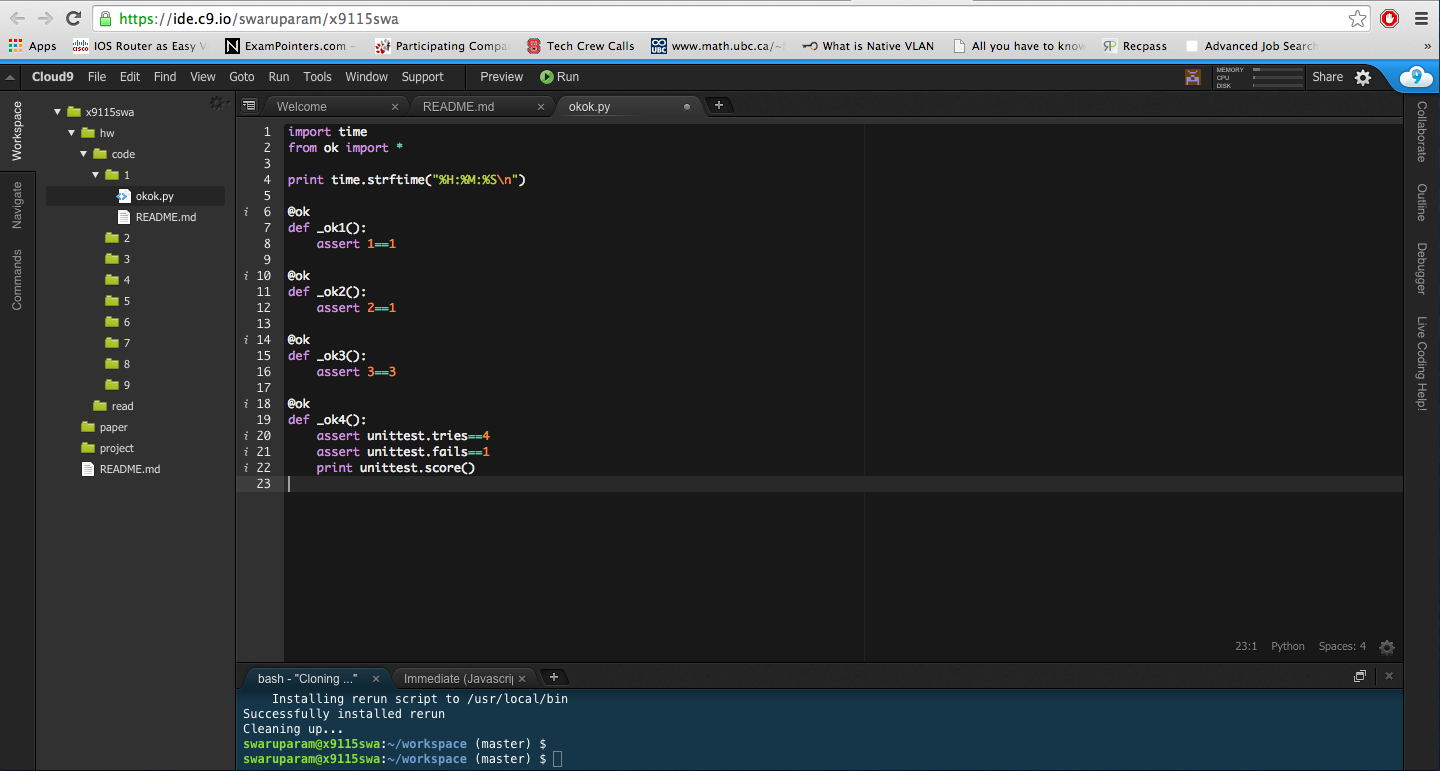 https://ide.c9.io/swaruparam/x9115swa
Apps IOS Router as Easy ExamPointers.com - Participating Compa Tech Crew Calls www.math.ubc.ca/~ What is Native VLAN All you have to know Recpass Advanced Job Search »
Cloud9 File Edit Find View Goto Run Tools Window Support Preview Run MEMORY CPU DISK Share
Workspace
Navigate
Commands
x9115swa
hw
code
1
okok.py
README.md
2
3
4
5
6
7
8
9
read
paper
project
README.md
Welcome × README.md × okok.py +
1 import time
2 from ok import *
3
4 print time.strftime("%H:%M:%S\n")
5
i 6 @ok
7 def _ok1():
8     assert 1==1
9
i 10 @ok
11 def _ok2():
12     assert 2==1
13
i 14 @ok
15 def _ok3():
16     assert 3==3
17
i 18 @ok
19 def _ok4():
i 20     assert unittest.tries==4
i 21     assert unittest.fails==1
i 22     print unittest.score()
23
23:1 Python Spaces: 4
Collaborate
Outline
Debugger
Live Coding Help!
bash - "Cloning ..." × Immediate (Javascrip × +
    Installing rerun script to /usr/local/bin
Successfully installed rerun
Cleaning up...
swaruparam@x9115swa:~/workspace (master) $
swaruparam@x9115swa:~/workspace (master) $